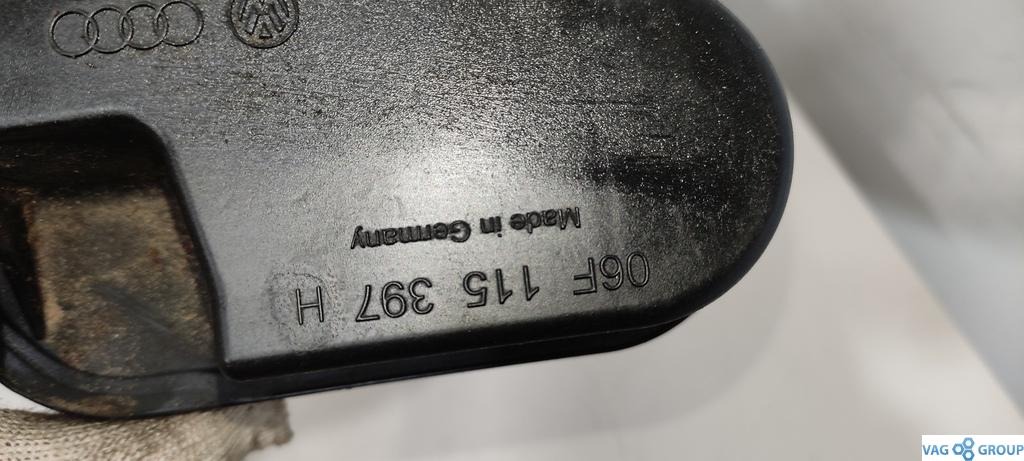 06F 115 397 H
Made in Germany
VAG GROUP